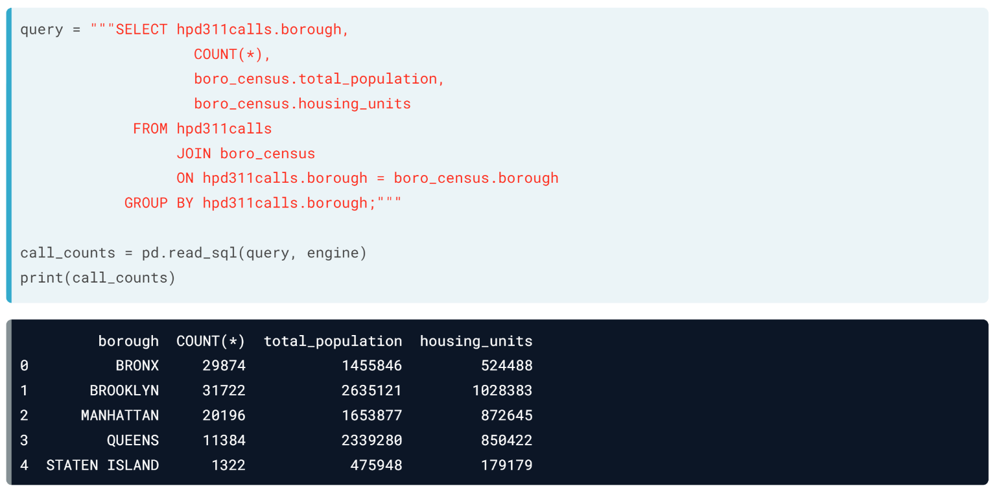 query = """SELECT hpd311calls.borough,
COUNT(*),
boro_census.total_population,
boro_census.housing_units
FROM hpd311calls
JOIN boro_census
ON hpd311calls.borough = boro_census.borough
GROUP BY hpd311calls.borough;"""
call_counts = pd.read_sql(query, engine)
print(call_counts)
borough COUNT(*) total_population housing_units
0 BRONX 29874 1455846 524488
1 BROOKLYN 31722 2635121 1028383
2 MANHATTAN 20196 1653877 872645
3 QUEENS 11384 2339280 850422
4 STATEN ISLAND 1322 475948 179179